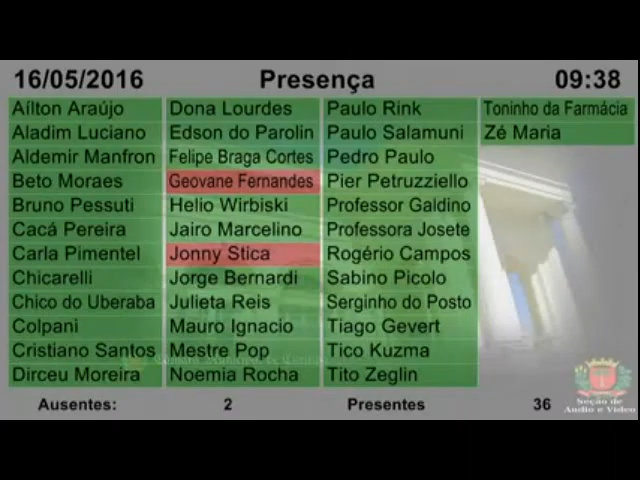 16/05/2016 Presença 09:38
Aílton Araújo Dona Lourdes Paulo Rink Toninho da Farmácia
Aladim Luciano Edson do Parolin Paulo Salamuni Zé Maria
Aldemir Manfron Felipe Braga Cortes Pedro Paulo
Beto Moraes Geovane Fernandes Pier Petruzziello
Bruno Pessuti Helio Wirbiski Professor Galdino
Cacá Pereira Jairo Marcelino Professora Josete
Carla Pimentel Jonny Stica Rogério Campos
Chicarelli Jorge Bernardi Sabino Picolo
Chico do Uberaba Julieta Reis Serginho do Posto
Colpani Mauro Ignacio Tiago Gevert
Cristiano Santos Mestre Pop Tico Kuzma
Dirceu Moreira Noemia Rocha Tito Zeglin
Ausentes: 2 Presentes 36
Seção de
Audio e Video